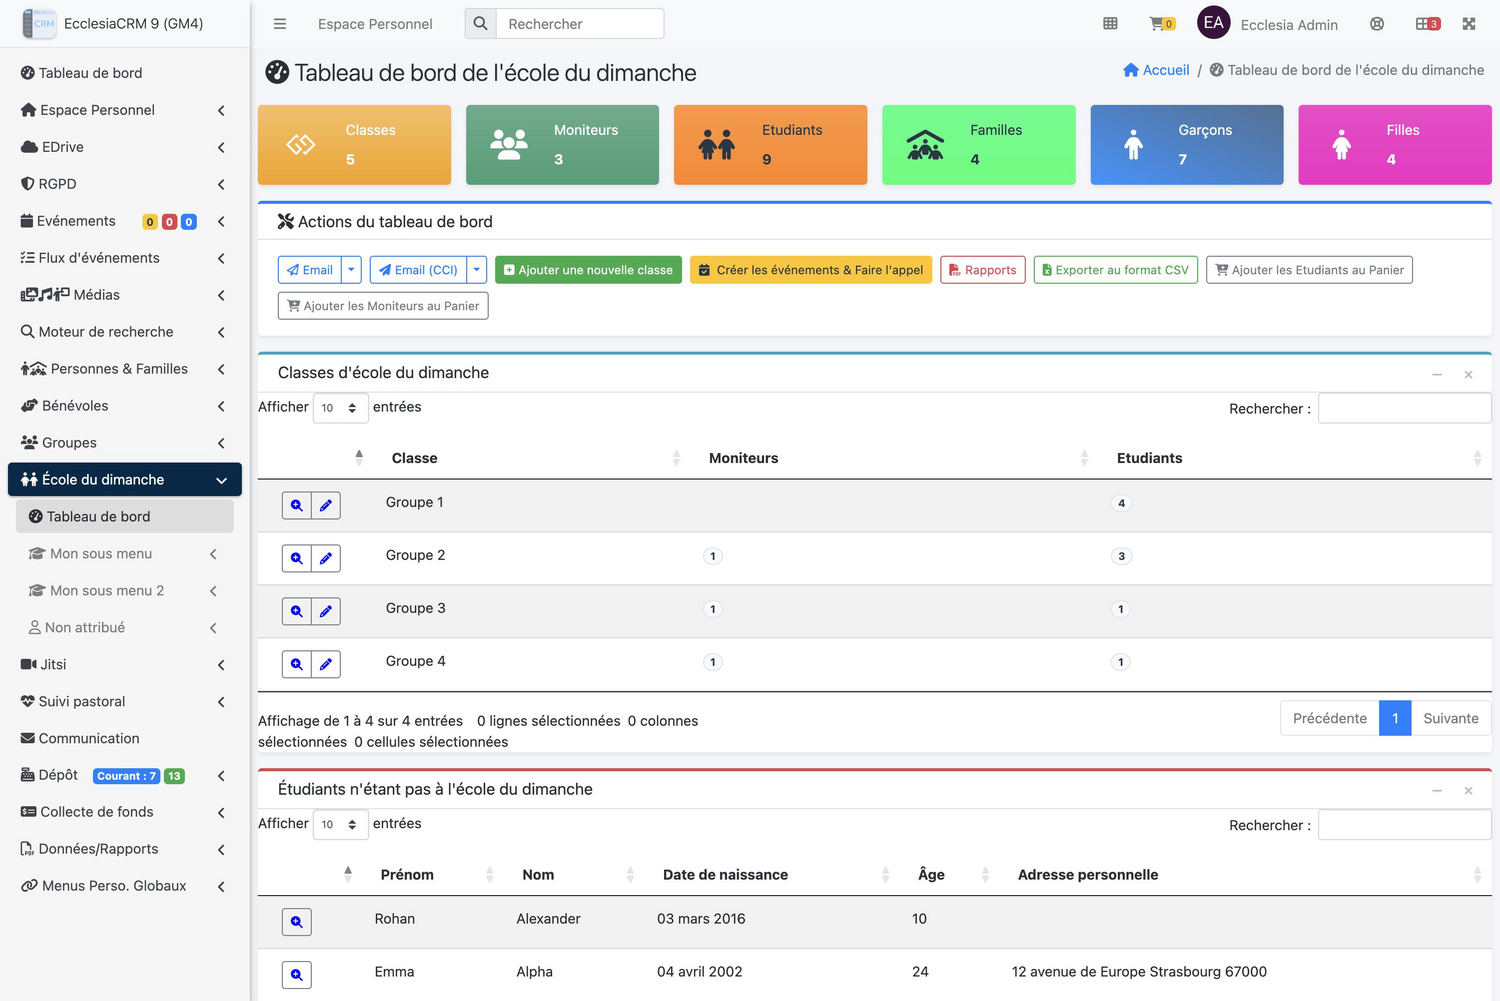 CRM EcclesiaCRM 9 (GM4)
Espace Personnel
Rechercher
0
EA Ecclesia Admin
3
Tableau de bord
Espace Personnel
EDrive
RGPD
Evénements 0 0 0
Flux d'événements
Médias
Moteur de recherche
Personnes & Familles
Bénévoles
Groupes
École du dimanche
Tableau de bord
Mon sous menu
Mon sous menu 2
Non attribué
Jitsi
Suivi pastoral
Communication
Dépôt Courant : 7 13
Collecte de fonds
Données/Rapports
Menus Perso. Globaux
Tableau de bord de l'école du dimanche
Accueil / Tableau de bord de l'école du dimanche
Classes
5
Moniteurs
3
Etudiants
9
Familles
4
Garçons
7
Filles
4
Actions du tableau de bord
Email Email (CCI) Ajouter une nouvelle classe Créer les événements & Faire l'appel Rapports Exporter au format CSV Ajouter les Etudiants au Panier
Ajouter les Moniteurs au Panier
Classes d'école du dimanche
Afficher 10 entrées Rechercher :
Classe Moniteurs Etudiants
Groupe 1 4
Groupe 2 1 3
Groupe 3 1 1
Groupe 4 1 1
Affichage de 1 à 4 sur 4 entrées 0 lignes sélectionnées 0 colonnes
sélectionnées 0 cellules sélectionnées
Précédente 1 Suivante
Étudiants n'étant pas à l'école du dimanche
Afficher 10 entrées Rechercher :
Prénom Nom Date de naissance Âge Adresse personnelle
Rohan Alexander 03 mars 2016 10
Emma Alpha 04 avril 2002 24 12 avenue de Europe Strasbourg 67000